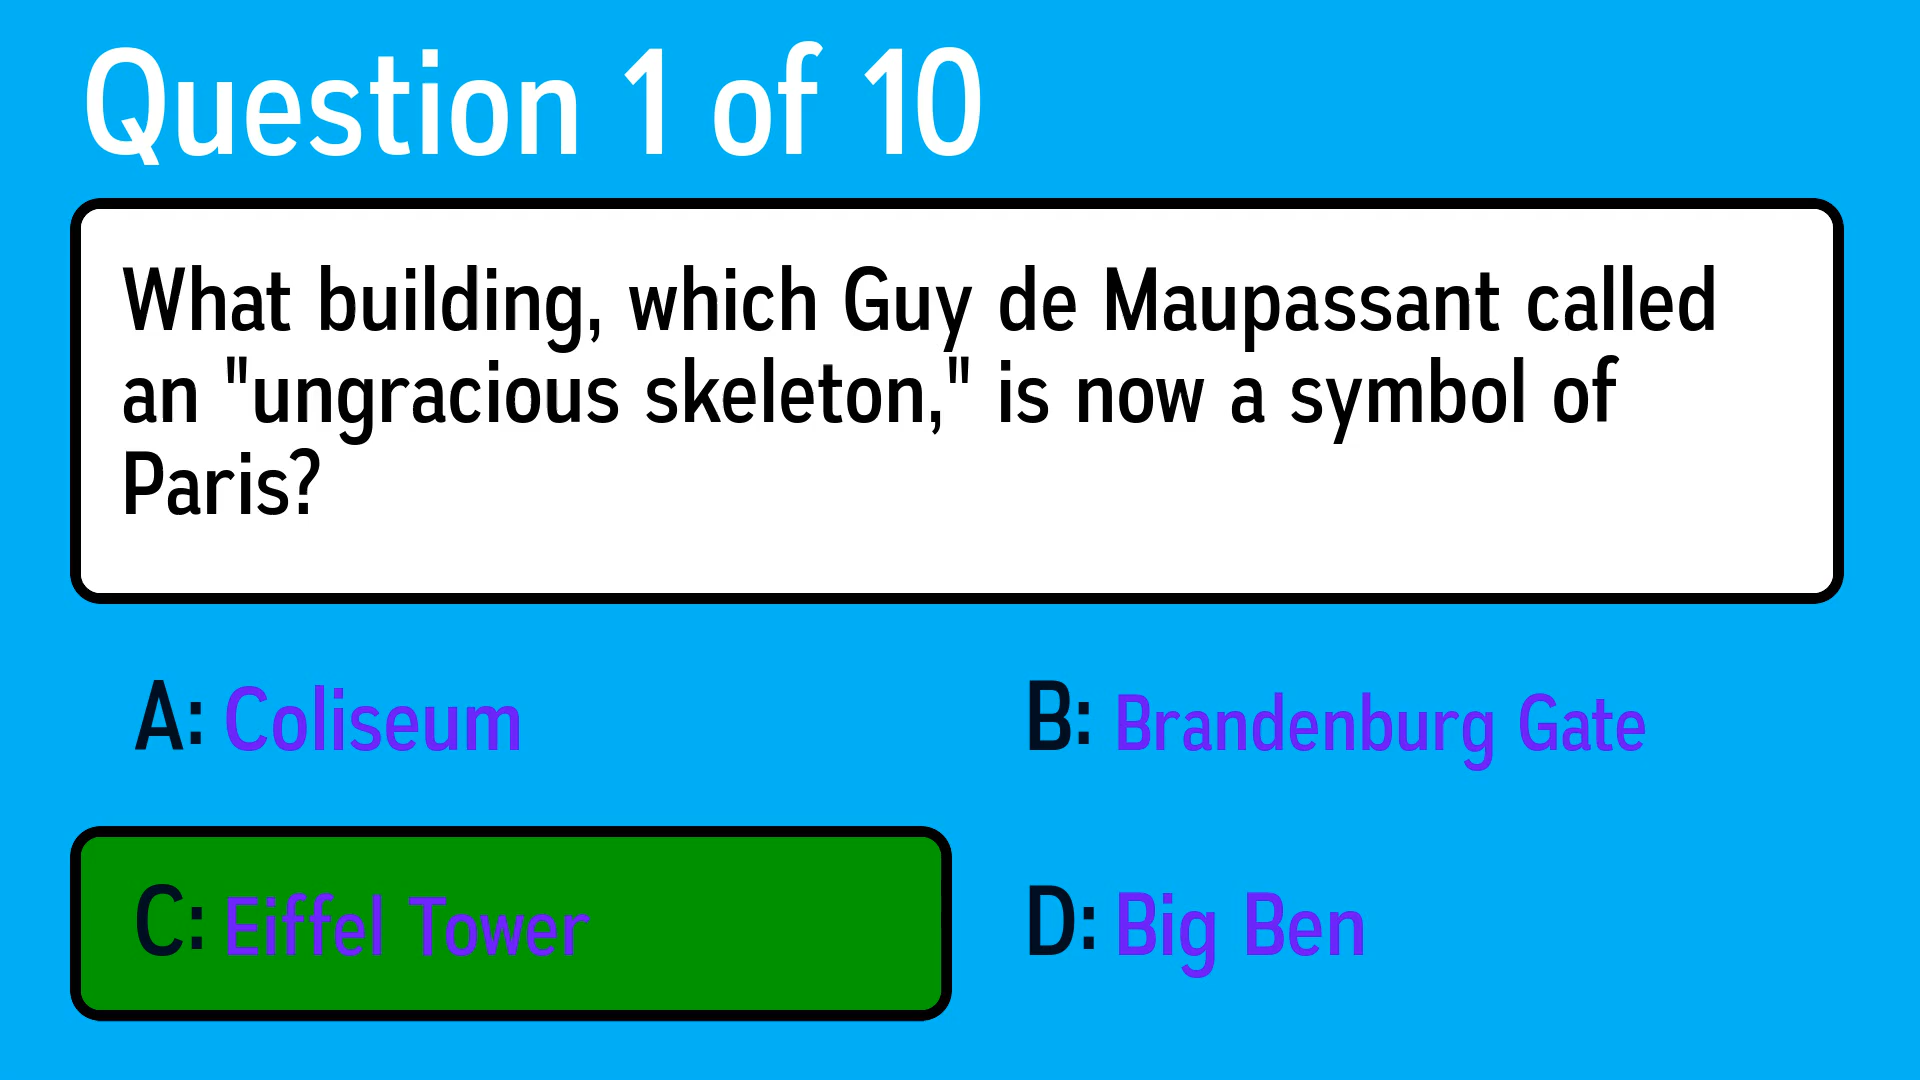 Question 1 of 10
What building, which Guy de Maupassant called
an "ungracious skeleton," is now a symbol of
Paris?
A: Coliseum
B: Brandenburg Gate
C: Eiffel Tower
D: Big Ben